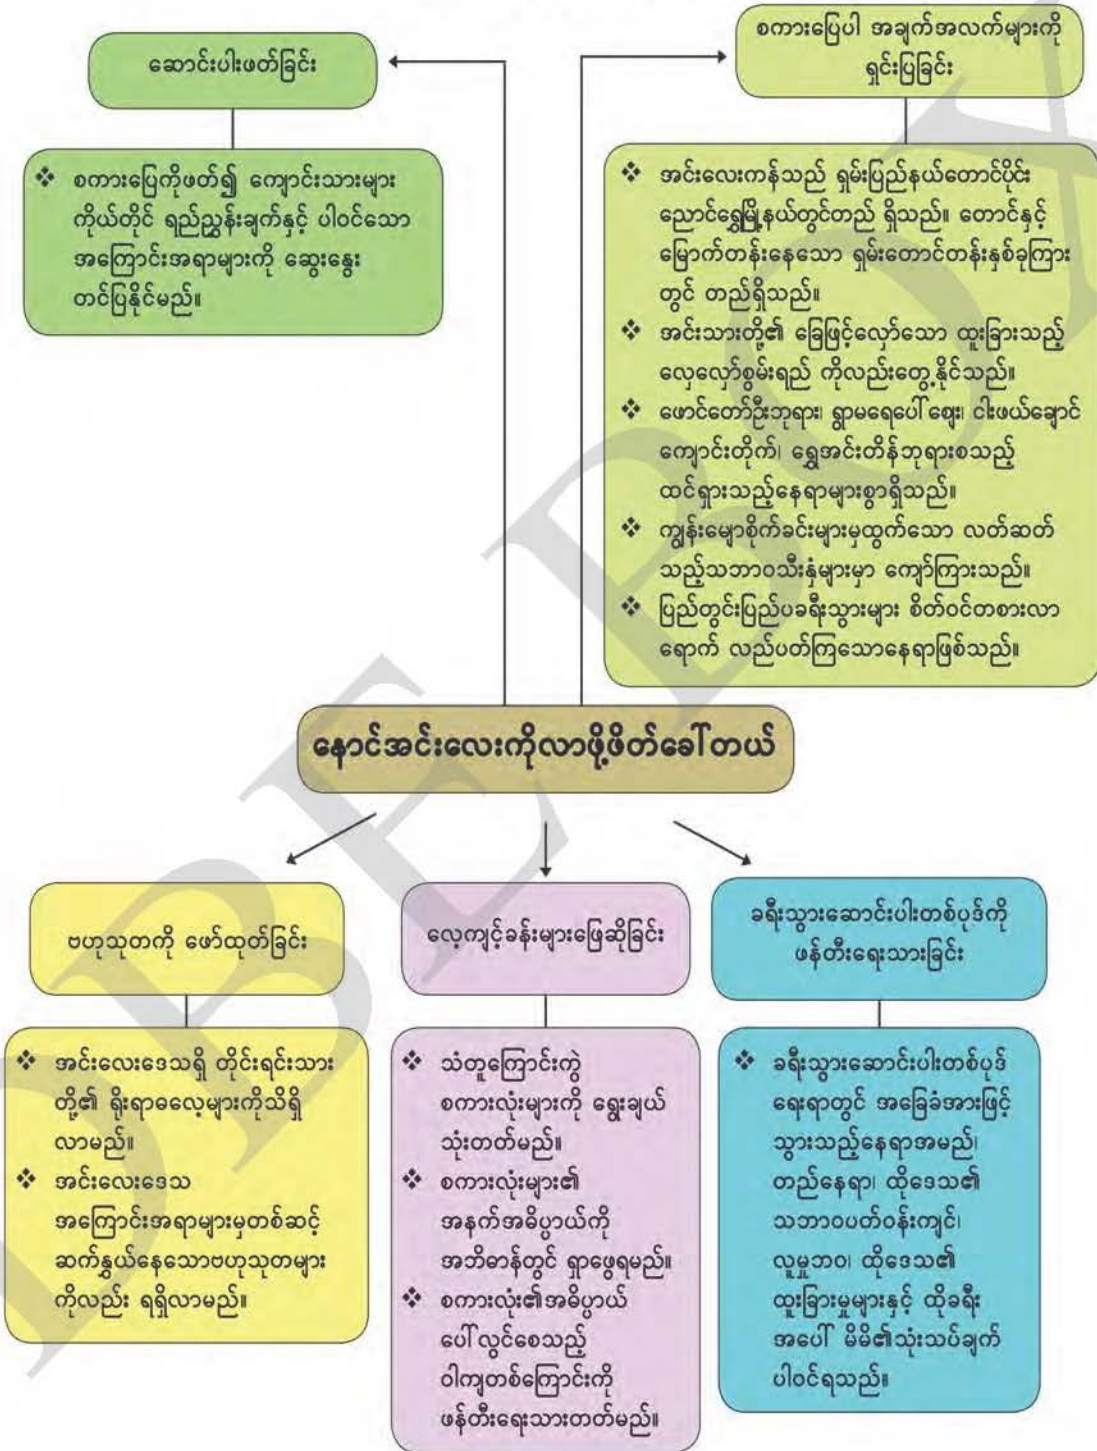 ဆောင်းပါးဖတ်ခြင်း
❖ စကားပြေကိုဖတ်၍ ကျောင်းသားများ
ကိုယ်တိုင် ရည်ညွှန်းချက်နှင့် ပါဝင်သော
အကြောင်းအရာများကို ဆွေးနွေး
တင်ပြနိုင်မည်။
စကားပြေပါ အချက်အလက်များကို
ရှင်းပြခြင်း
❖ အင်းလေးကန်သည် ရှမ်းပြည်နယ်တောင်ပိုင်း
ညောင်ရွှေမြို့နယ်တွင်တည် ရှိသည်။ တောင်နှင့်
မြောက်တန်းနေသော ရှမ်းတောင်တန်းနှစ်ခုကြား
တွင် တည်ရှိသည်။
❖ အင်းသားတို့၏ ခြေဖြင့်လှော်သော ထူးခြားသည့်
လှေလှော်စွမ်းရည် ကိုလည်းတွေ့နိုင်သည်။
❖ ဖောင်တော်ဦးဘုရား၊ ရွာမရေပေါ်ဈေး၊ ငါးဖယ်ချောင်
ကျောင်းတိုက်၊ ရွှေအင်းတိန်ဘုရားစသည့်
ထင်ရှားသည့်နေရာများစွာရှိသည်။
❖ ကျွန်းမျောစိုက်ခင်းများမှထွက်သော လတ်ဆတ်
သည့်သဘာဝသီးနှံများမှာ ကျော်ကြားသည်။
❖ ပြည်တွင်းပြည်ပခရီးသွားများ စိတ်ဝင်တစားလာ
ရောက် လည်ပတ်ကြသောနေရာဖြစ်သည်။
နောင်အင်းလေးကိုလာဖို့ဖိတ်ခေါ်တယ်
ဗဟုသုတကို ဖော်ထုတ်ခြင်း
❖ အင်းလေးဒေသရှိ တိုင်းရင်းသား
တို့၏ ရိုးရာဓလေ့များကိုသိရှိ
လာမည်။
❖ အင်းလေးဒေသ
အကြောင်းအရာများမှတစ်ဆင့်
ဆက်နွှယ်နေသောဗဟုသုတများ
ကိုလည်း ရရှိလာမည်။
လေ့ကျင့်ခန်းများဖြေဆိုခြင်း
❖ သံတူကြောင်းကွဲ
စကားလုံးများကို ရွေးချယ်
သုံးတတ်မည်။
❖ စကားလုံးများ၏
အနက်အဓိပ္ပာယ်ကို
အဘိဓာန်တွင် ရှာဖွေရမည်။
❖ စကားလုံး၏အဓိပ္ပာယ်
ပေါ်လွင်စေသည့်
ဝါကျတစ်ကြောင်းကို
ဖန်တီးရေးသားတတ်မည်။
ခရီးသွားဆောင်းပါးတစ်ပုဒ်ကို
ဖန်တီးရေးသားခြင်း
❖ ခရီးသွားဆောင်းပါးတစ်ပုဒ်
ရေးရာတွင် အခြေခံအားဖြင့်
သွားသည့်နေရာအမည်၊
တည်နေရာ၊ ထိုဒေသ၏
သဘာဝပတ်ဝန်းကျင်၊
လူမှုဘဝ၊ ထိုဒေသ၏
ထူးခြားမှုများနှင့် ထိုခရီး
အပေါ် မိမိ၏သုံးသပ်ချက်
ပါဝင်ရသည်။
DBE BOX